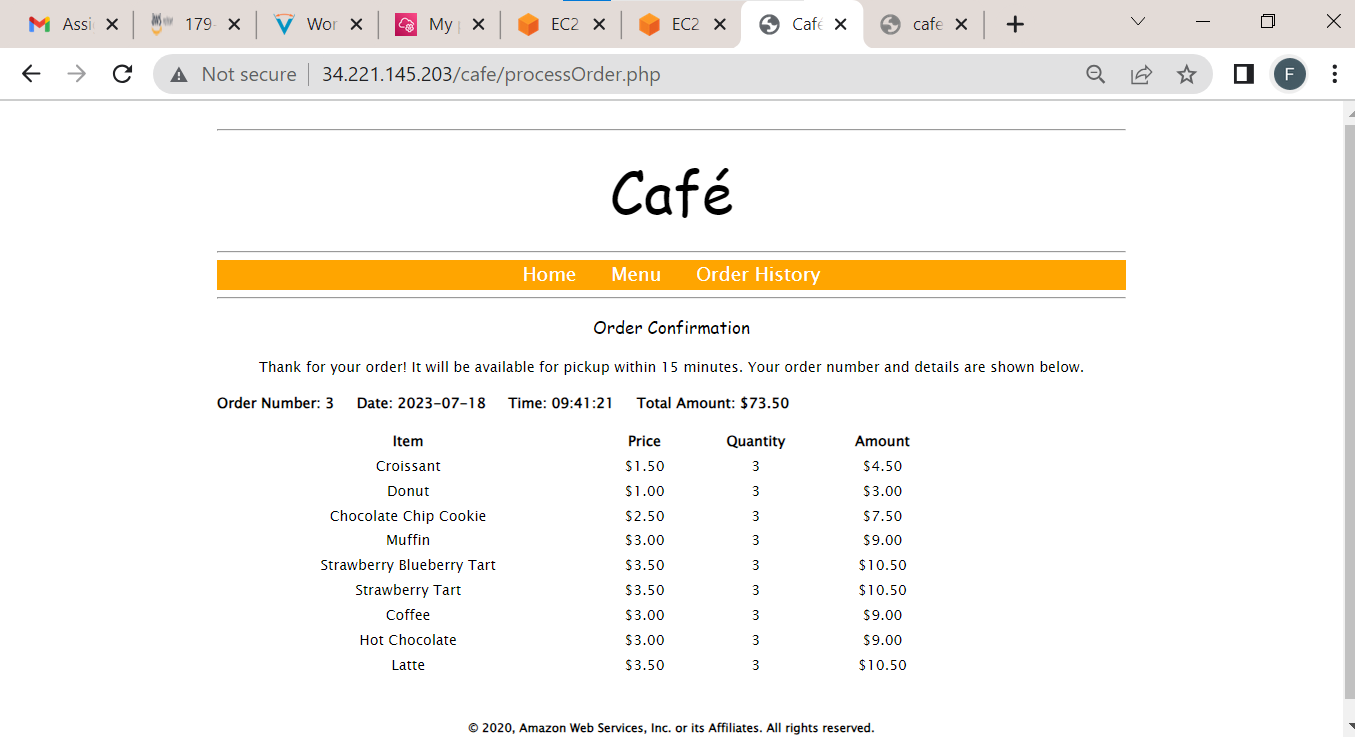 Assi 179 Wor My EC2 EC2 Café cafe
Not secure 34.221.145.203/cafe/processOrder.php F
Café
Home Menu Order History
Order Confirmation
Thank for your order! It will be available for pickup within 15 minutes. Your order number and details are shown below.
Order Number: 3 Date: 2023-07-18 Time: 09:41:21 Total Amount: $73.50
Item Price Quantity Amount
Croissant $1.50 3 $4.50
Donut $1.00 3 $3.00
Chocolate Chip Cookie $2.50 3 $7.50
Muffin $3.00 3 $9.00
Strawberry Blueberry Tart $3.50 3 $10.50
Strawberry Tart $3.50 3 $10.50
Coffee $3.00 3 $9.00
Hot Chocolate $3.00 3 $9.00
Latte $3.50 3 $10.50
© 2020, Amazon Web Services, Inc. or its Affiliates. All rights reserved.